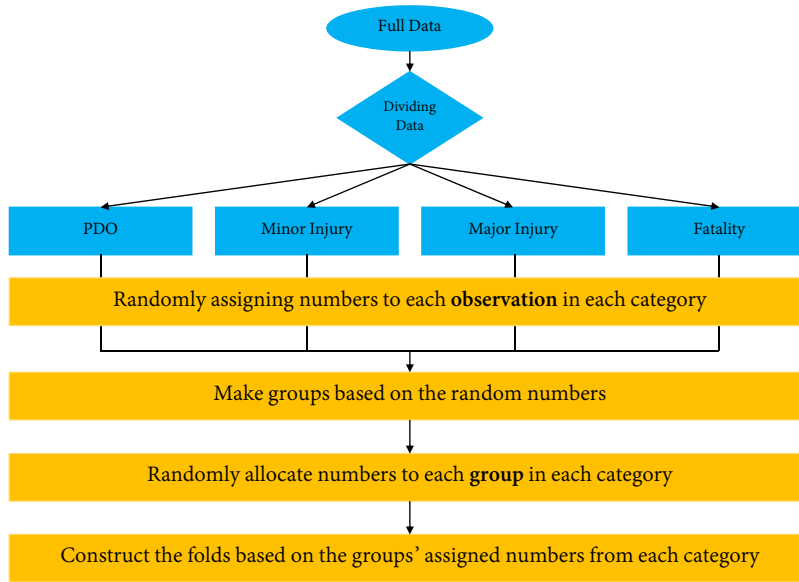 Full Data
Dividing
Data
PDO
Minor Injury
Major Injury
Fatality
Randomly assigning numbers to each observation in each category
Make groups based on the random numbers
Randomly allocate numbers to each group in each category
Construct the folds based on the groups’ assigned numbers from each category